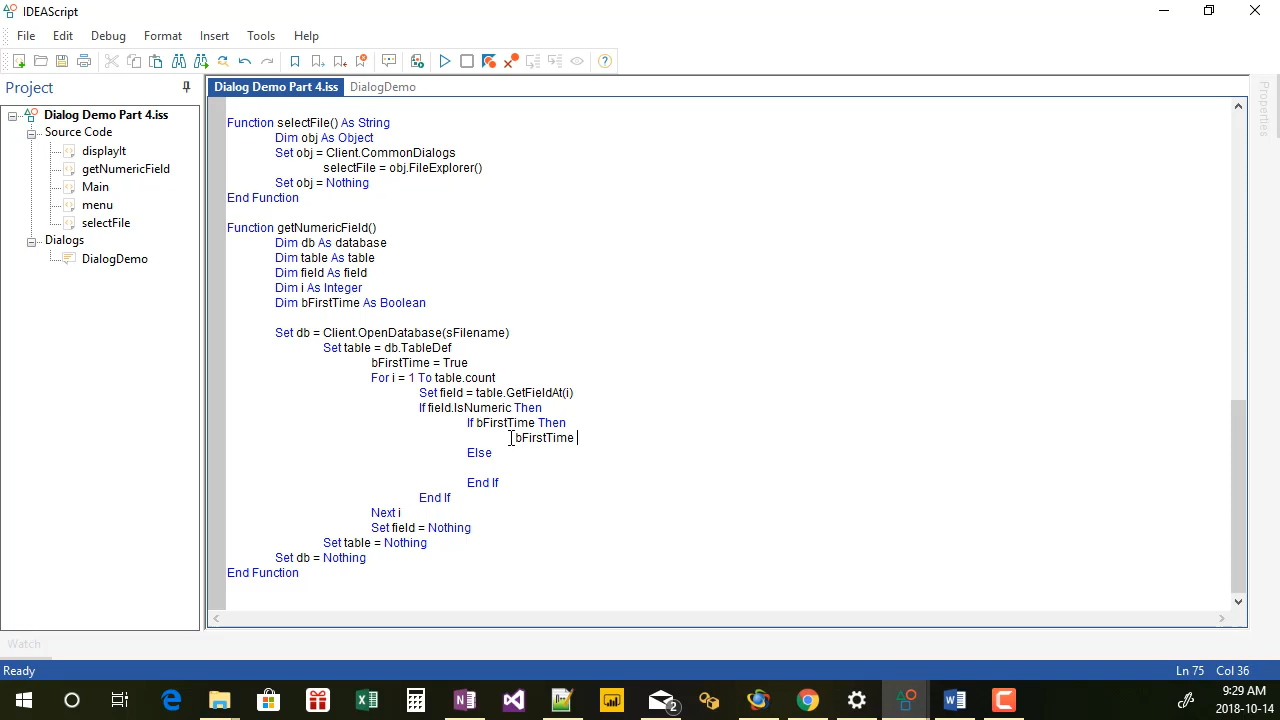 IDEAScript
File Edit Debug Format Insert Tools Help
Project
Dialog Demo Part 4.iss DialogDemo
Dialog Demo Part 4.iss
Source Code
displayIt
getNumericField
Main
menu
selectFile
Dialogs
DialogDemo
Function selectFile() As String
Dim obj As Object
Set obj = Client.CommonDialogs
selectFile = obj.FileExplorer()
Set obj = Nothing
End Function
Function getNumericField()
Dim db As database
Dim table As table
Dim field As field
Dim i As Integer
Dim bFirstTime As Boolean
Set db = Client.OpenDatabase(sFilename)
Set table = db.TableDef
bFirstTime = True
For i = 1 To table.count
Set field = table.GetFieldAt(i)
If field.IsNumeric Then
If bFirstTime Then
bFirstTime
Else
End If
End If
Next i
Set field = Nothing
Set table = Nothing
Set db = Nothing
End Function
Properties
Watch
Ready Ln 75 Col 36
2
9:29 AM
2018-10-14